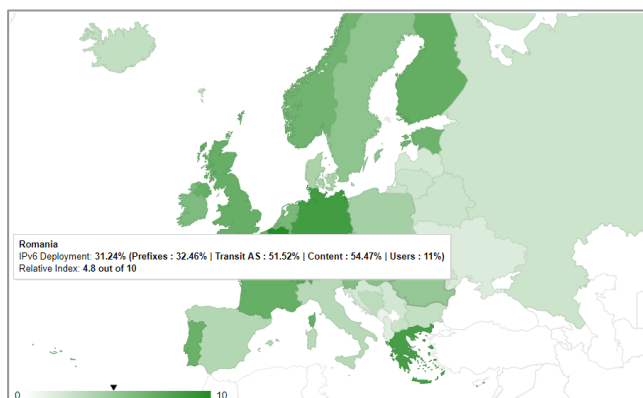 Romania
IPv6 Deployment: 31.24% (Prefixes : 32.46% | Transit AS : 51.52% | Content : 54.47% | Users : 11%)
Relative Index: 4.8 out of 10
0 10